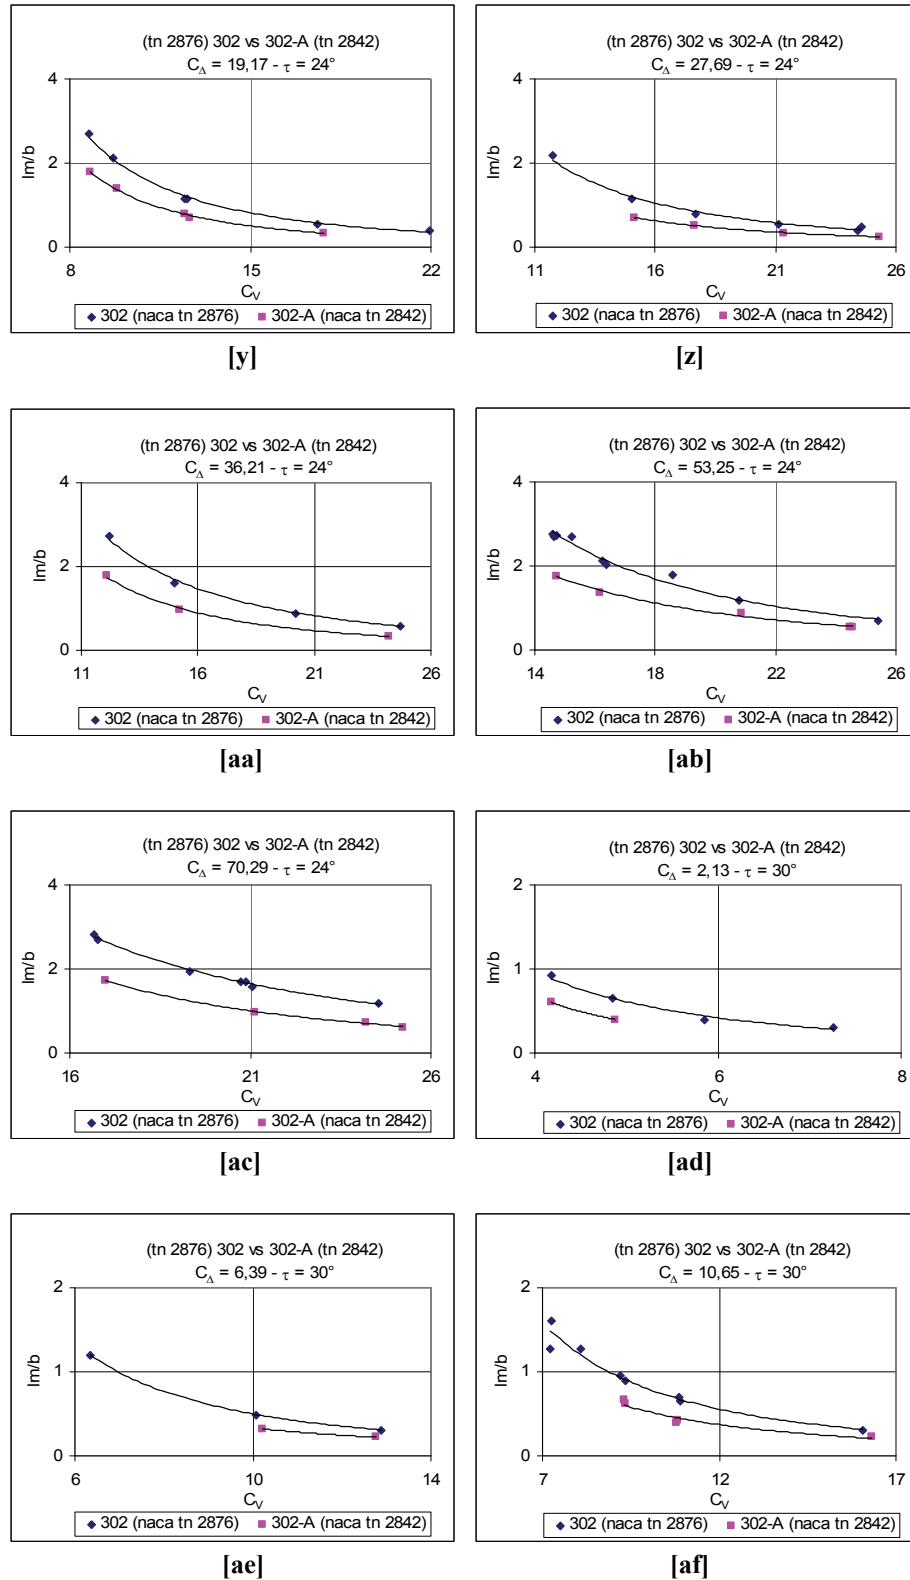 (tn 2876) 302 vs 302-A (tn 2842)
CΔ = 19,17 - τ = 24°
4
2
0
lm/b
8 15 22
CV
302 (naca tn 2876) 302-A (naca tn 2842)
[y]
(tn 2876) 302 vs 302-A (tn 2842)
CΔ = 27,69 - τ = 24°
4
2
0
lm/b
11 16 21 26
CV
302 (naca tn 2876) 302-A (naca tn 2842)
[z]
(tn 2876) 302 vs 302-A (tn 2842)
CΔ = 36,21 - τ = 24°
4
2
0
lm/b
11 16 21 26
CV
302 (naca tn 2876) 302-A (naca tn 2842)
[aa]
(tn 2876) 302 vs 302-A (tn 2842)
CΔ = 53,25 - τ = 24°
4
2
0
lm/b
14 18 22 26
CV
302 (naca tn 2876) 302-A (naca tn 2842)
[ab]
(tn 2876) 302 vs 302-A (tn 2842)
CΔ = 70,29 - τ = 24°
4
2
0
lm/b
16 21 26
CV
302 (naca tn 2876) 302-A (naca tn 2842)
[ac]
(tn 2876) 302 vs 302-A (tn 2842)
CΔ = 2,13 - τ = 30°
2
1
0
lm/b
4 6 8
CV
302 (naca tn 2876) 302-A (naca tn 2842)
[ad]
(tn 2876) 302 vs 302-A (tn 2842)
CΔ = 6,39 - τ = 30°
2
1
0
lm/b
6 10 14
CV
302 (naca tn 2876) 302-A (naca tn 2842)
[ae]
(tn 2876) 302 vs 302-A (tn 2842)
CΔ = 10,65 - τ = 30°
2
1
0
lm/b
7 12 17
CV
302 (naca tn 2876) 302-A (naca tn 2842)
[af]